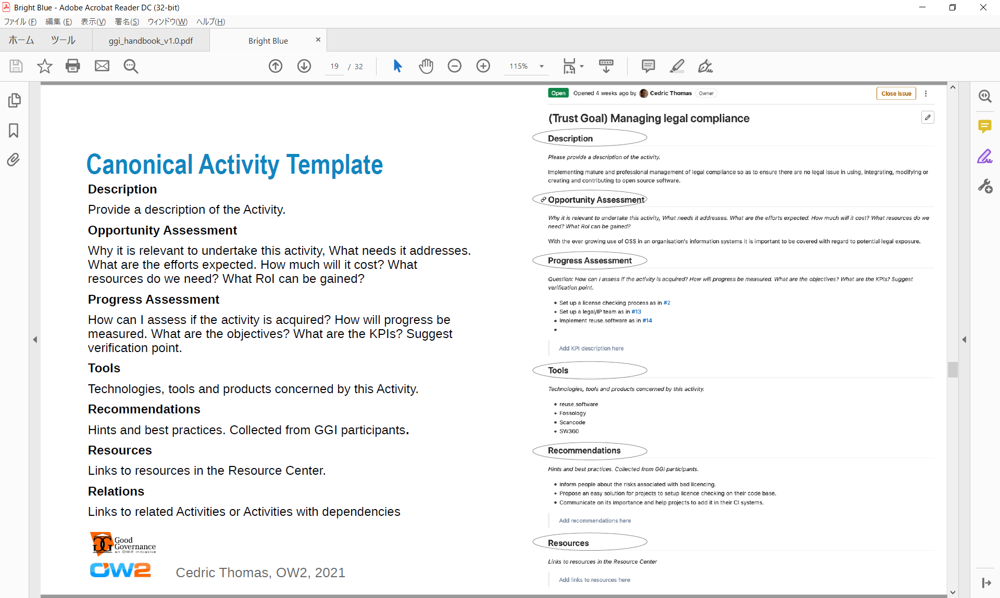 Bright Blue - Adobe Acrobat Reader DC (32-bit)
ファイル (F) 編集 (E) 表示(V) 署名(S) ウィンドウ(W) ヘルプ(H)
ホーム ツール ggi_handbook_v1.0.pdf Bright Blue
19 / 32 115%
Canonical Activity Template
Description
Provide a description of the Activity.
Opportunity Assessment
Why it is relevant to undertake this activity, What needs it addresses.
What are the efforts expected. How much will it cost? What
resources do we need? What RoI can be gained?
Progress Assessment
How can I assess if the activity is acquired? How will progress be
measured. What are the objectives? What are the KPIs? Suggest
verification point.
Tools
Technologies, tools and products concerned by this Activity.
Recommendations
Hints and best practices. Collected from GGI participants.
Resources
Links to resources in the Resource Center.
Relations
Links to related Activities or Activities with dependencies
Good
Governance
an OW2 initiative
OW2
Cedric Thomas, OW2, 2021
Open Opened 4 weeks ago by Cedric Thomas Owner Close issue
(Trust Goal) Managing legal compliance
Description
Please provide a description of the activity.
Implementing mature and professional management of legal compliance so as to ensure there are no legal issue in using, integrating, modifying or
creating and contributing to open source software.
Opportunity Assessment
Why it is relevant to undertake this activity, What needs it addresses. What are the efforts expected. How much will it cost? What resources do we
need? What RoI can be gained?
With the ever growing use of OSS in an organisation's information systems it is important to be covered with regard to potential legal exposure.
Progress Assessment
Question: How can I assess if the activity is acquired? How will progress be measured. What are the objectives? What are the KPIs? Suggest
verification point.
• Set up a license checking process as in #2
• Set up a legal/IP team as in #13
• Implement reuse.software as in #14
•
Add KPI description here
Tools
Technologies, tools and products concerned by this activity.
• reuse.software
• Fossology
• Scancode
• SW360
Recommendations
Hints and best practices. Collected from GGI participants.
• Inform people about the risks associated with bad licencing.
• Propose an easy solution for projects to setup licence checking on their code base.
• Communicate on its importance and help projects to add it in their CI systems.
Add recommendations here
Resources
Links to resources in the Resource Center
Add links to resources here